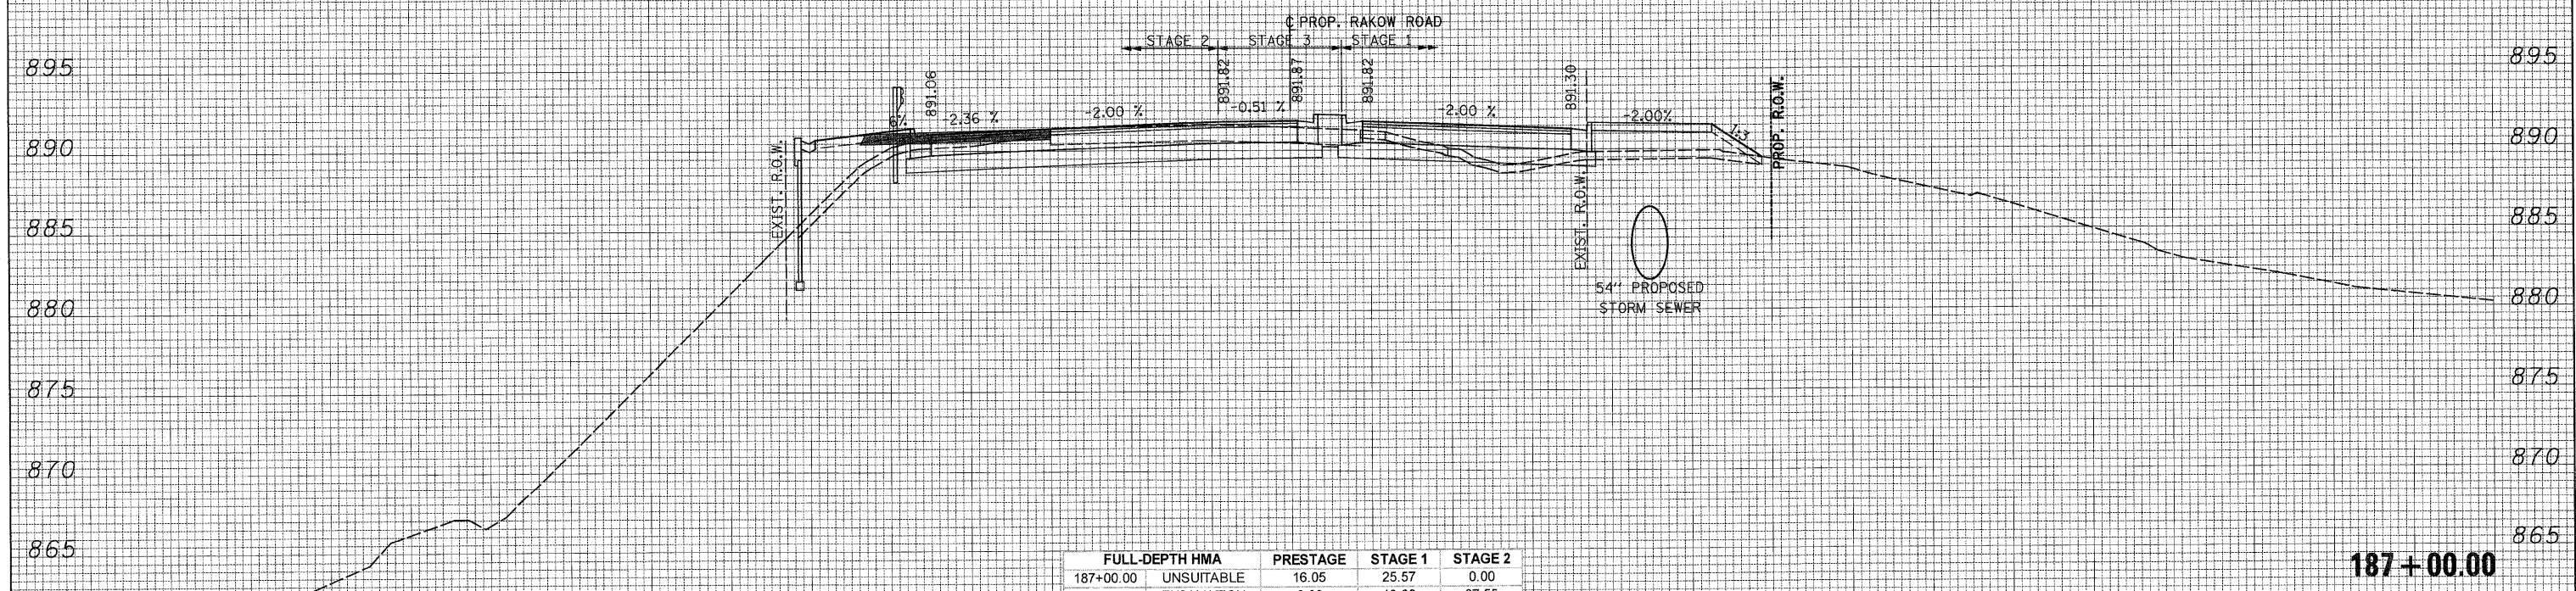 ℄ PROP. RAKOW ROAD
STAGE 2 STAGE 3 STAGE 1
895 895
891.06 891.82 891.87 891.82 891.30
6% -2.36 % -2.00 % -0.51 % -2.00 % -2.00% 1:3
890 890
EXIST. R.O.W.
EXIST. R.O.W.
PROP. R.O.W.
885 885
54" PROPOSED
STORM SEWER
880 880
875 875
870 870
865 865
FULL-DEPTH HMA PRESTAGE STAGE 1 STAGE 2
187+00.00 UNSUITABLE 16.05 25.57 0.00
187+00.00